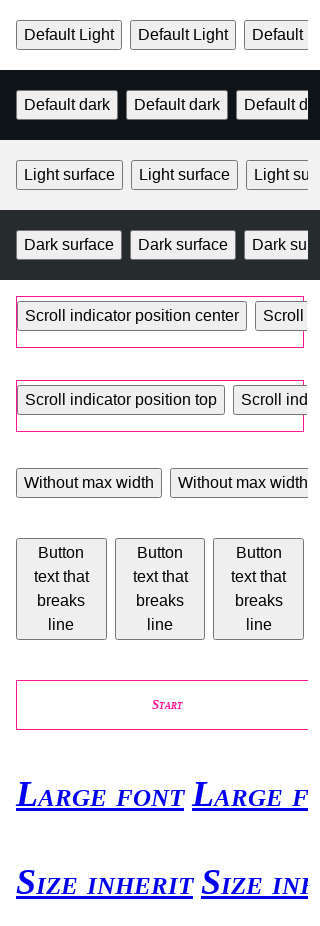 Default Light Default Light Default
Default dark Default dark Default d
Light surface Light surface Light su
Dark surface Dark surface Dark su
Scroll indicator position center Scroll
Scroll indicator position top Scroll ind
Without max width Without max width
Button Button Button
text that text that text that
breaks breaks breaks
line line line
Start
Large font Large f
Size inherit Size inh